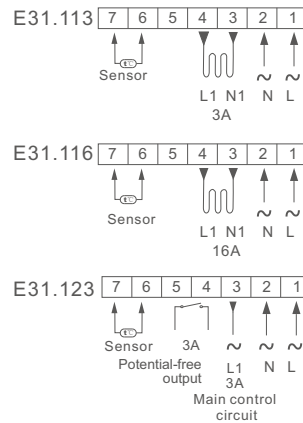 E31.113 7 6 5 4 3 2 1
℃
Sensor
L1 N1 N L
3A
E31.116 7 6 5 4 3 2 1
℃
Sensor
L1 N1 N L
16A
E31.123 7 6 5 4 3 2 1
℃
Sensor 3A
Potential-free L1 N L
output 3A
Main control
circuit